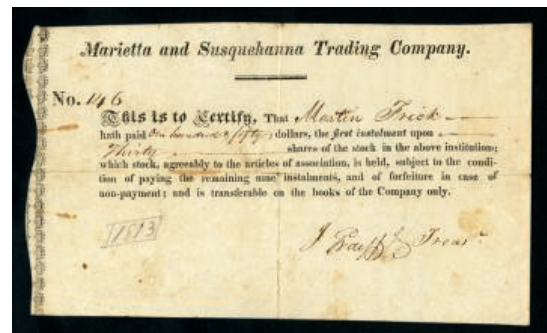 Marietta and Susquehanna Trading Company.
No. 146
This is to Certify, That Martin Frick
hath paid One hundred & fifty dollars, the first instalment upon
Thirty shares of the stock in the above institution;
which stock, agreeably to the articles of association, is held, subject to the condi-
tion of paying the remaining nine instalments, and of forfeiture in case of
non-payment; and is transferable on the books of the Company only.
1813
J Graeff Treasr